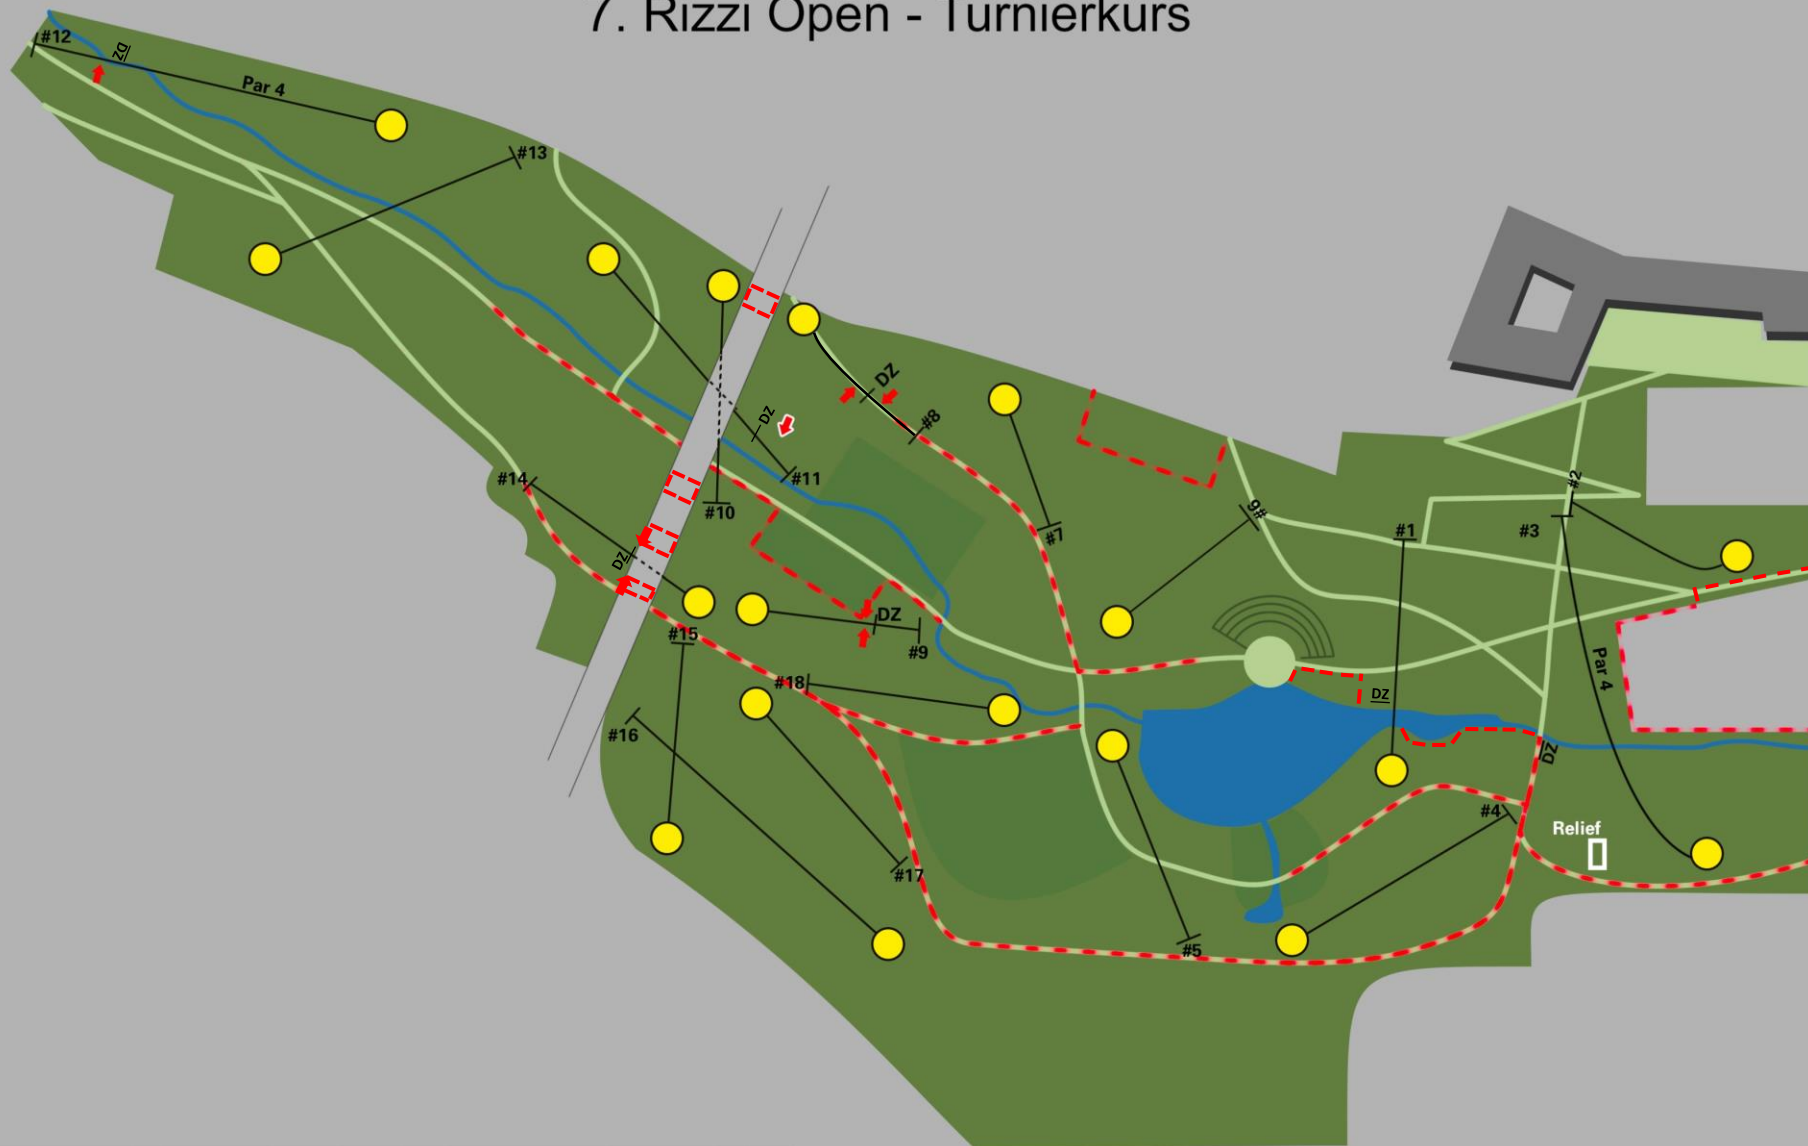 7. Rizzi Open - Turnierkurs
#12
DZ
Par 4
#13
DZ
#8
#2
#14
DZ
#11
#10
#7
#6
#1
#3
DZ
DZ
#9
#15
Par 4
#18
DZ
#16
DZ
#4
Relief
#17
#5